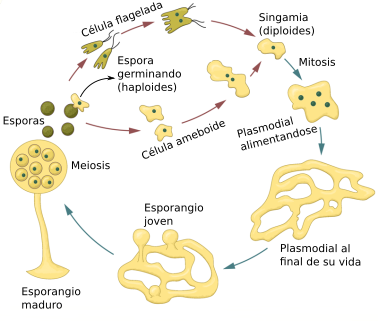 Célula flagelada
Singamia
(diploides)
Espora
germinando
(haploides)
Mitosis
Esporas
Célula ameboide
Plasmodial
alimentandose
Meiosis
Esporangio
joven
Plasmodial al
final de su vida
Esporangio
maduro